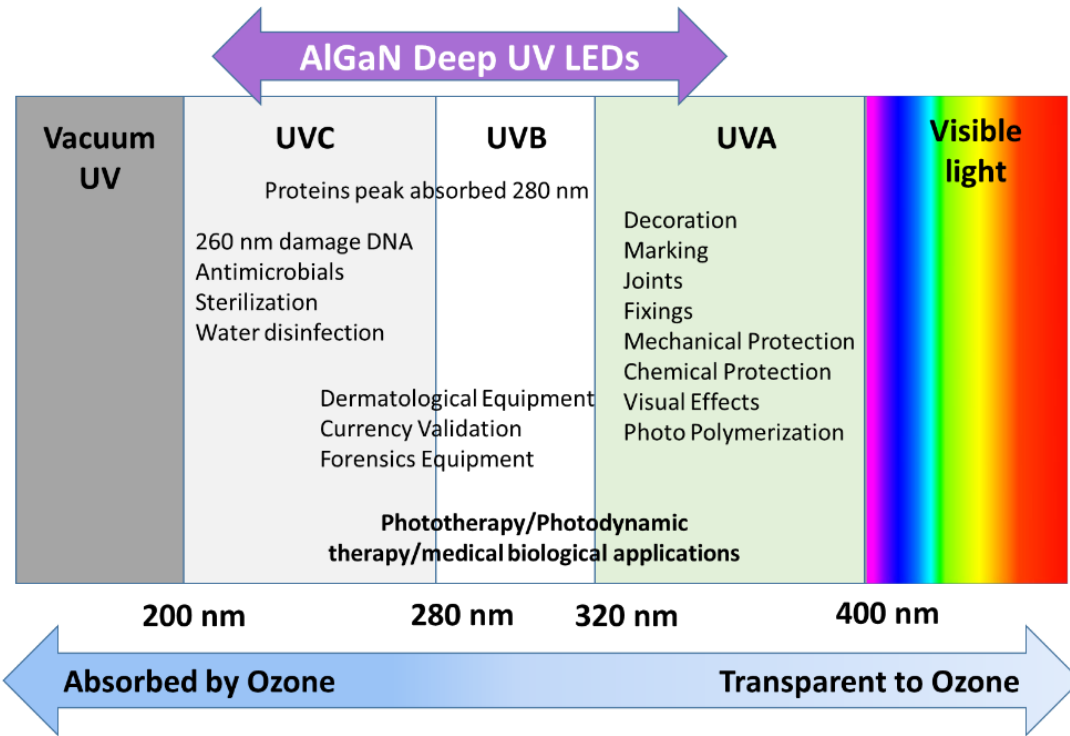 AlGaN Deep UV LEDs
Vacuum
UV
UVC
UVB
UVA
Visible
light
Proteins peak absorbed 280 nm
260 nm damage DNA
Antimicrobials
Sterilization
Water disinfection
Dermatological Equipment
Currency Validation
Forensics Equipment
Decoration
Marking
Joints
Fixings
Mechanical Protection
Chemical Protection
Visual Effects
Photo Polymerization
Phototherapy/Photodynamic
therapy/medical biological applications
200 nm
280 nm
320 nm
400 nm
Absorbed by Ozone
Transparent to Ozone